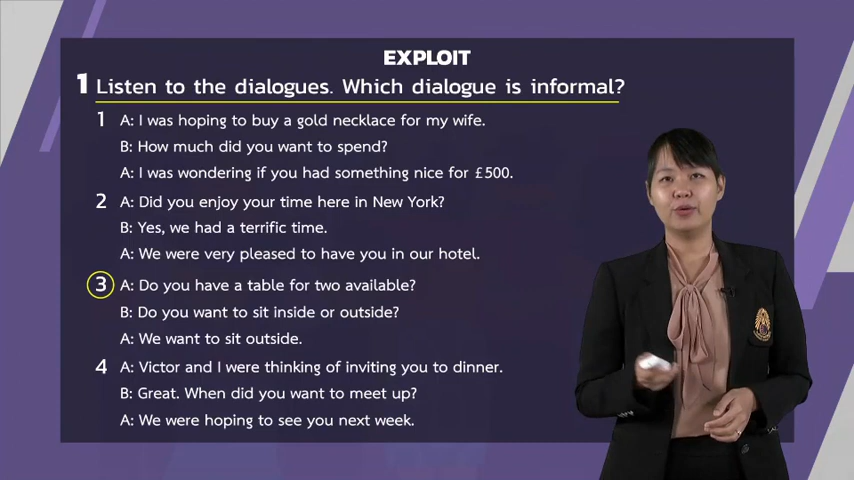 EXPLOIT
1 Listen to the dialogues. Which dialogue is informal?
1 A: I was hoping to buy a gold necklace for my wife.
B: How much did you want to spend?
A: I was wondering if you had something nice for £500.
2 A: Did you enjoy your time here in New York?
B: Yes, we had a terrific time.
A: We were very pleased to have you in our hotel.
3 A: Do you have a table for two available?
B: Do you want to sit inside or outside?
A: We want to sit outside.
4 A: Victor and I were thinking of inviting you to dinner.
B: Great. When did you want to meet up?
A: We were hoping to see you next week.